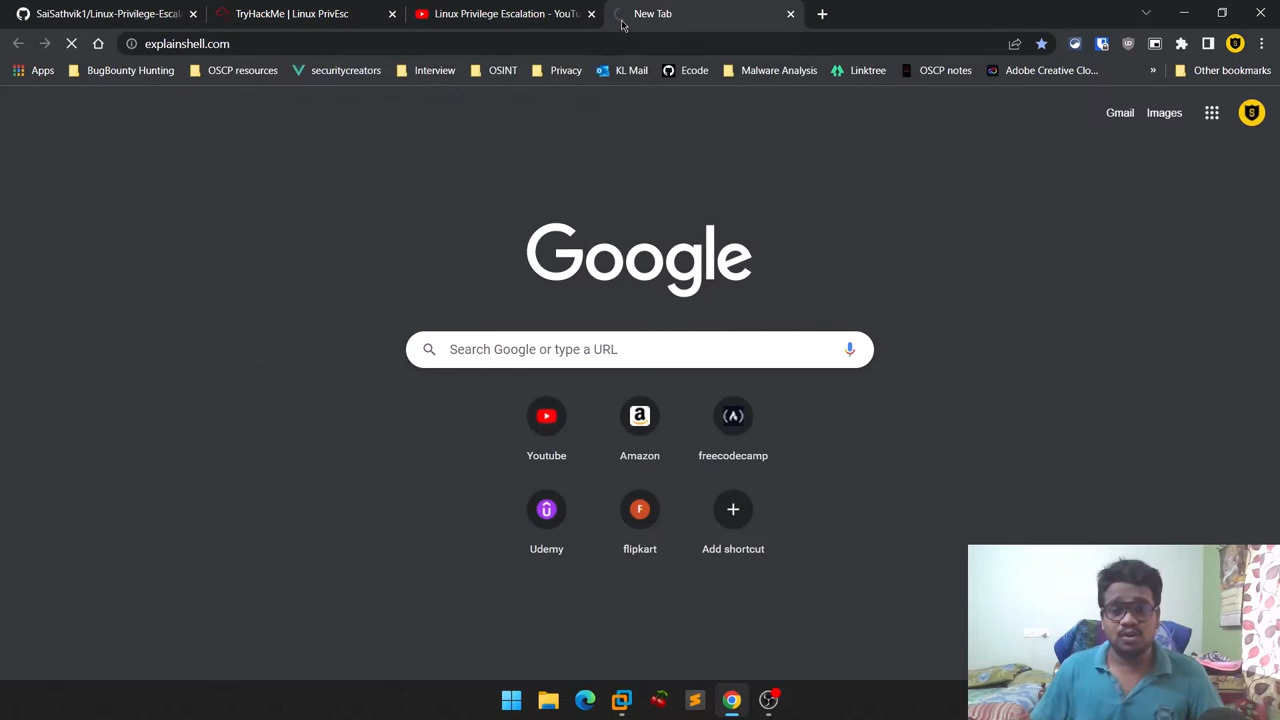 SaiSathvik1/Linux-Privilege-Escal
TryHackMe | Linux PrivEsc
Linux Privilege Escalation - YouTu
New Tab
explainshell.com
Apps
BugBounty Hunting
OSCP resources
securitycreators
Interview
OSINT
Privacy
KL Mail
Ecode
Malware Analysis
Linktree
OSCP notes
Adobe Creative Clo...
»
Other bookmarks
Gmail
Images
Google
Search Google or type a URL
Youtube
Amazon
freecodecamp
Udemy
flipkart
Add shortcut